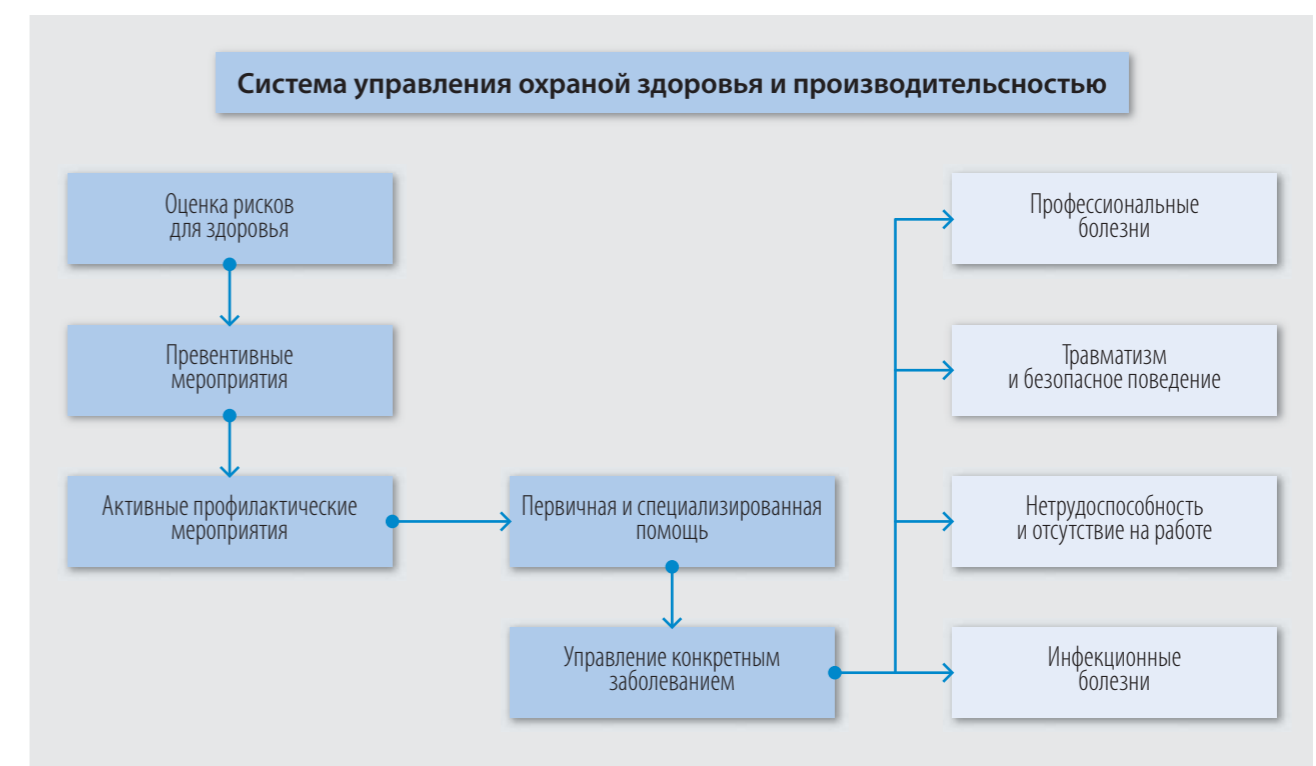 Система управления охраной здоровья и производительсностью
Оценка рисков
для здоровья
Превентивные
мероприятия
Активные профилактические
мероприятия
Первичная и специализированная
помощь
Управление конкретным
заболеванием
Профессиональные
болезни
Травматизм
и безопасное поведение
Нетрудоспособность
и отсутствие на работе
Инфекционные
болезни